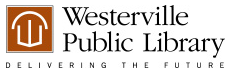 Westerville
Public Library
DELIVERING THE FUTURE